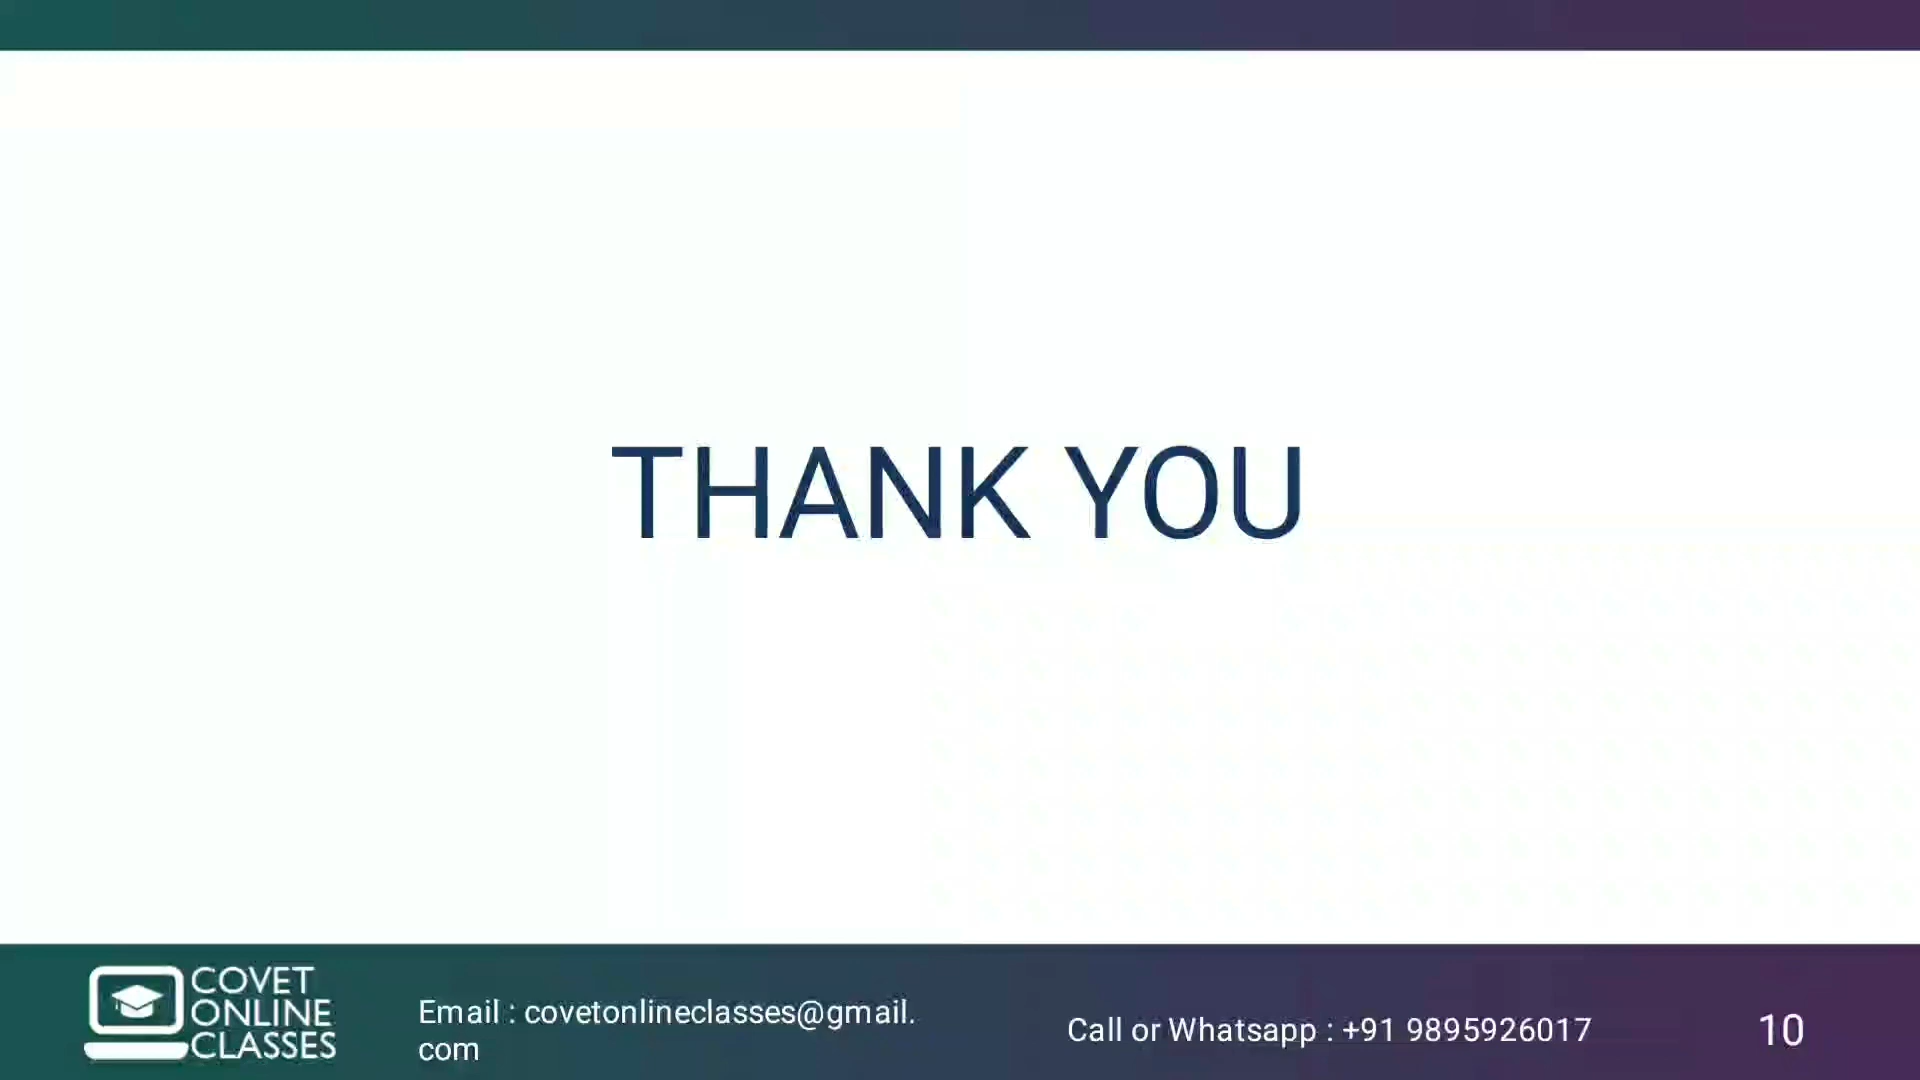 THANK YOU
COVET
ONLINE
CLASSES
Email : covetonlineclasses@gmail.
com
Call or Whatsapp : +91 9895926017
10